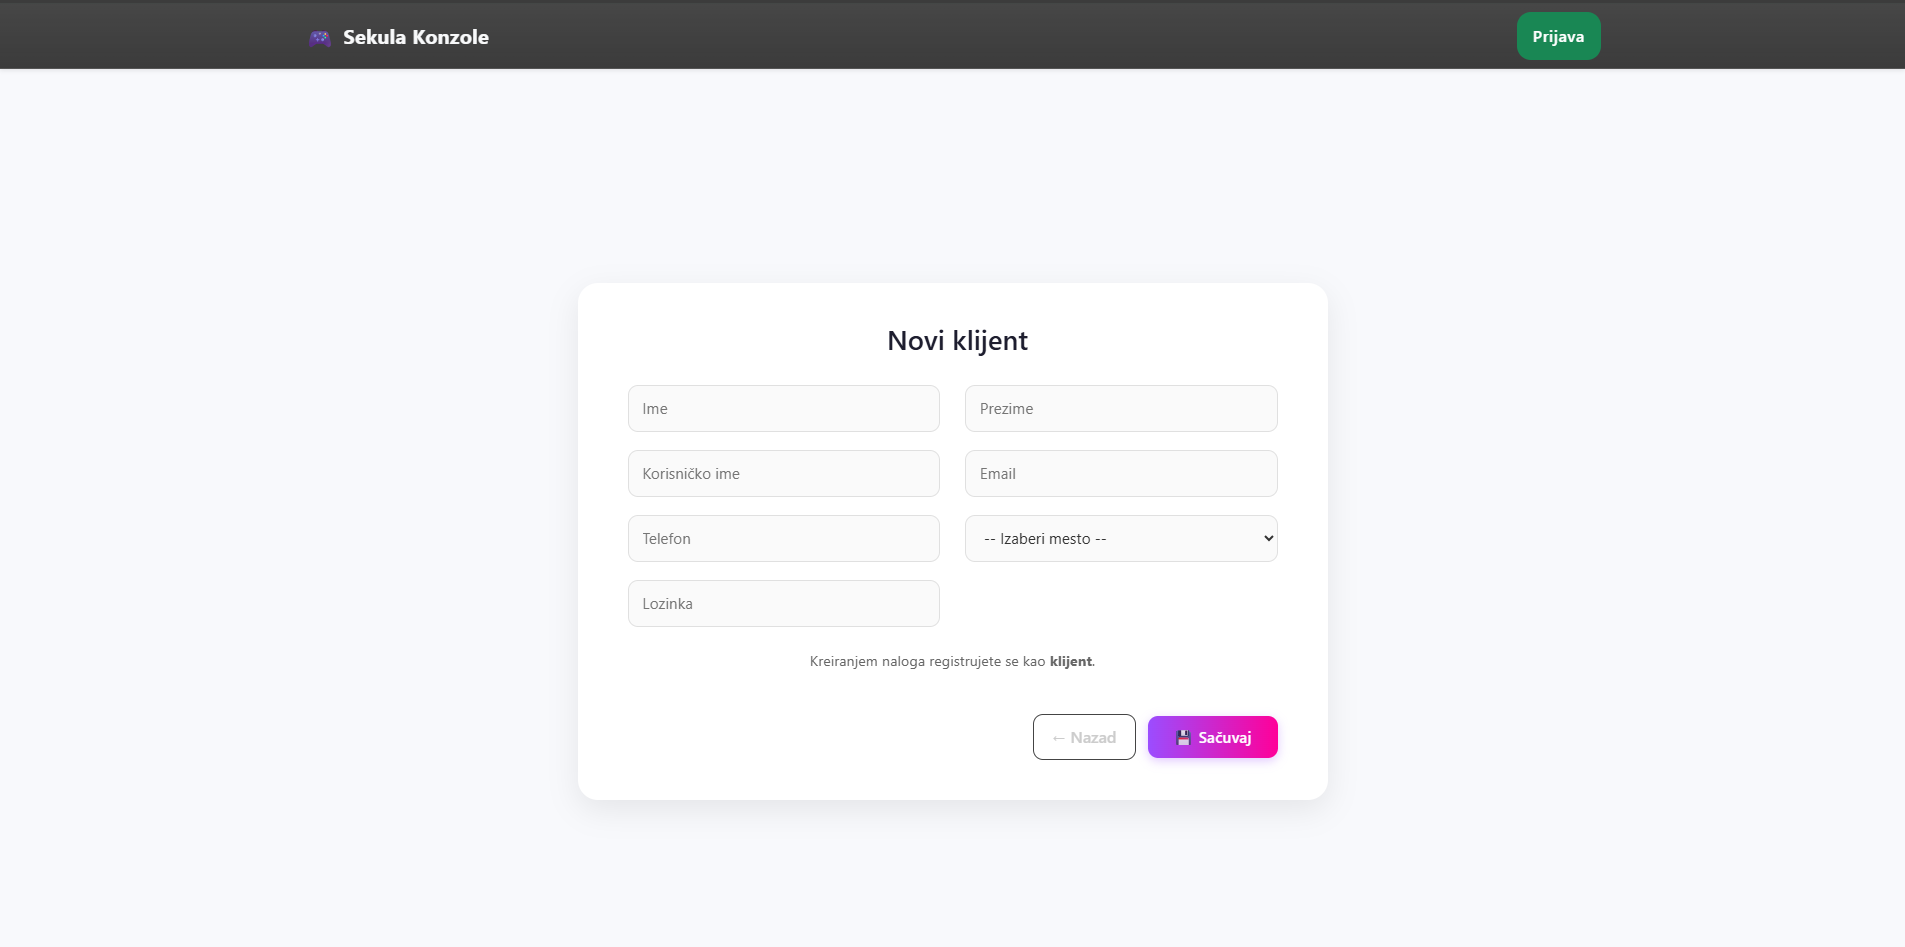 🎮 Sekula Konzole
Prijava
Novi klijent
Ime
Prezime
Korisničko ime
Email
Telefon
-- Izaberi mesto --
Lozinka
Kreiranjem naloga registrujete se kao klijent.
← Nazad
💾 Sačuvaj